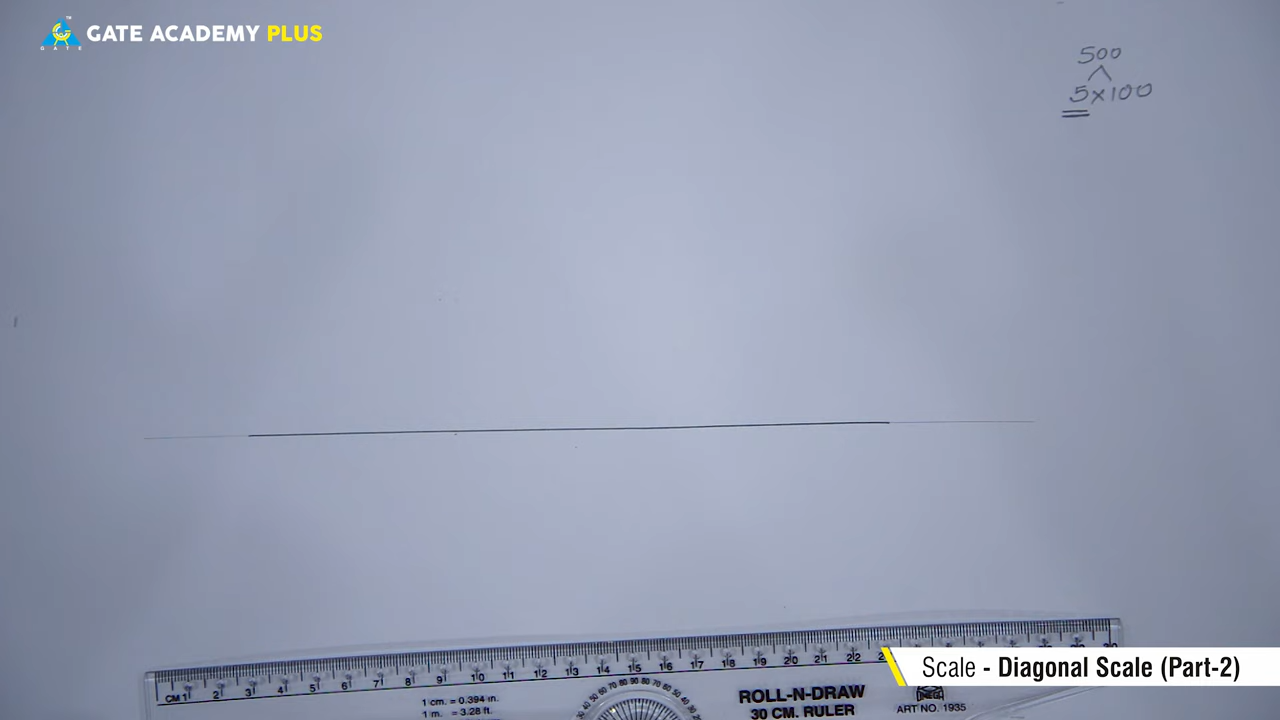 GATE ACADEMY PLUS
GATE
500
5×100
CM 1 2 3 4 5 6 7 8 9 10 11 12 13 14 15 16 17 18 19 20 21 22
1 cm. = 0.394 in.
1 m. = 3.28 ft.
ROLL-N-DRAW
30 CM. RULER
ART NO. 1935
Scale - Diagonal Scale (Part-2)